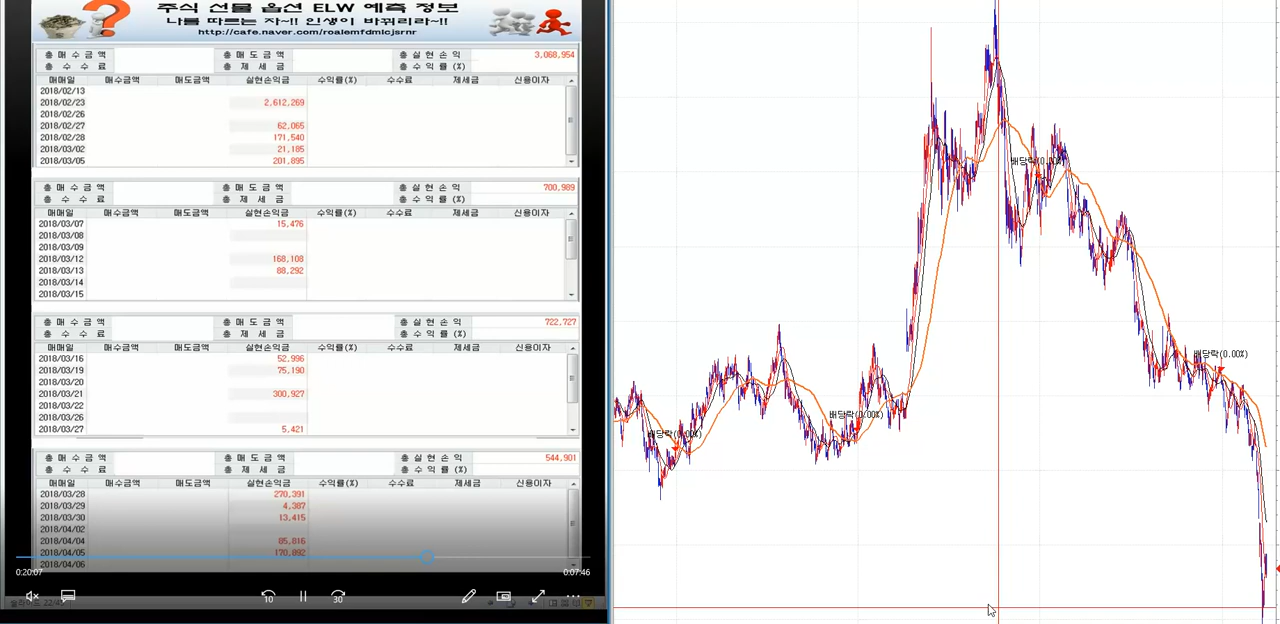 주식 선물 옵션 ELW 예측 정보
나를 따르는 자~!! 인생이 바뀌리라~!!
http://cafe.naver.com/roalemfdmlcjsrnr
총 매 수 금 액 총 매 도 금 액 총 실 현 손 익 3,068,954
총 수 수 료 총 제 세 금 총 수 익 률 (%)
매매일 매수금액 매도금액 실현손익금 수익률(%) 수수료 제세금 신용이자
2018/02/13
2018/02/23 2,612,269
2018/02/26
2018/02/27 62,065
2018/02/28 171,540
2018/03/02 21,185
2018/03/05 201,895
총 매 수 금 액 총 매 도 금 액 총 실 현 손 익 700,989
총 수 수 료 총 제 세 금 총 수 익 률 (%)
매매일 매수금액 매도금액 실현손익금 수익률(%) 수수료 제세금 신용이자
2018/03/07 15,476
2018/03/08
2018/03/09
2018/03/12 168,108
2018/03/13 88,292
2018/03/14
2018/03/15
총 매 수 금 액 총 매 도 금 액 총 실 현 손 익 722,727
총 수 수 료 총 제 세 금 총 수 익 률 (%)
매매일 매수금액 매도금액 실현손익금 수익률(%) 수수료 제세금 신용이자
2018/03/16 52,996
2018/03/19 75,190
2018/03/20
2018/03/21 300,927
2018/03/22
2018/03/26
2018/03/27 5,421
총 매 수 금 액 총 매 도 금 액 총 실 현 손 익 544,901
총 수 수 료 총 제 세 금 총 수 익 률 (%)
매매일 매수금액 매도금액 실현손익금 수익률(%) 수수료 제세금 신용이자
2018/03/28 270,391
2018/03/29 4,387
2018/03/30 13,415
2018/04/02
2018/04/04 85,816
2018/04/05 170,892
2018/04/06
0:20:07 0:07:46
10 30
배당락(0.00%)
배당락(0.00%)
배당락(0.00%)
배당락(0.00%)